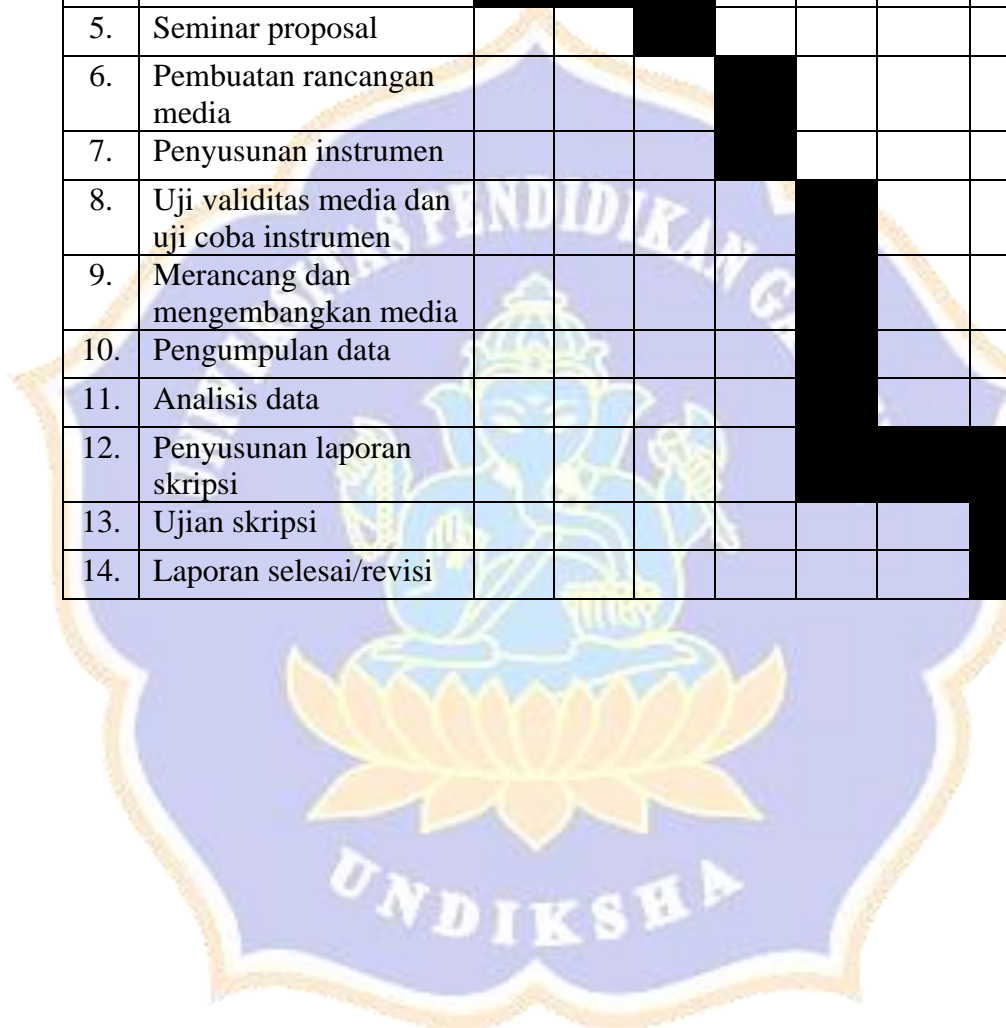 5. Seminar proposal
6. Pembuatan rancangan
media
7. Penyusunan instrumen
8. Uji validitas media dan
uji coba instrumen
9. Merancang dan
mengembangkan media
10. Pengumpulan data
11. Analisis data
12. Penyusunan laporan
skripsi
13. Ujian skripsi
14. Laporan selesai/revisi
UNDIKSHA